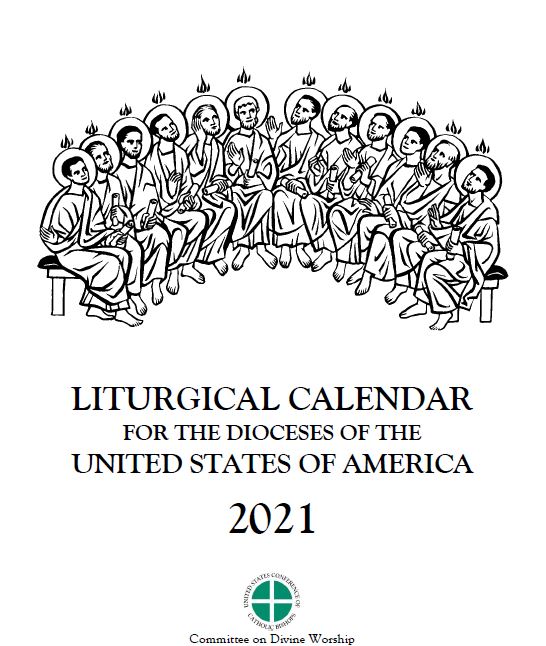 LITURGICAL CALENDAR
FOR THE DIOCESES OF THE
UNITED STATES OF AMERICA
2021
UNITED STATES CONFERENCE OF
CATHOLIC BISHOPS
Committee on Divine Worship